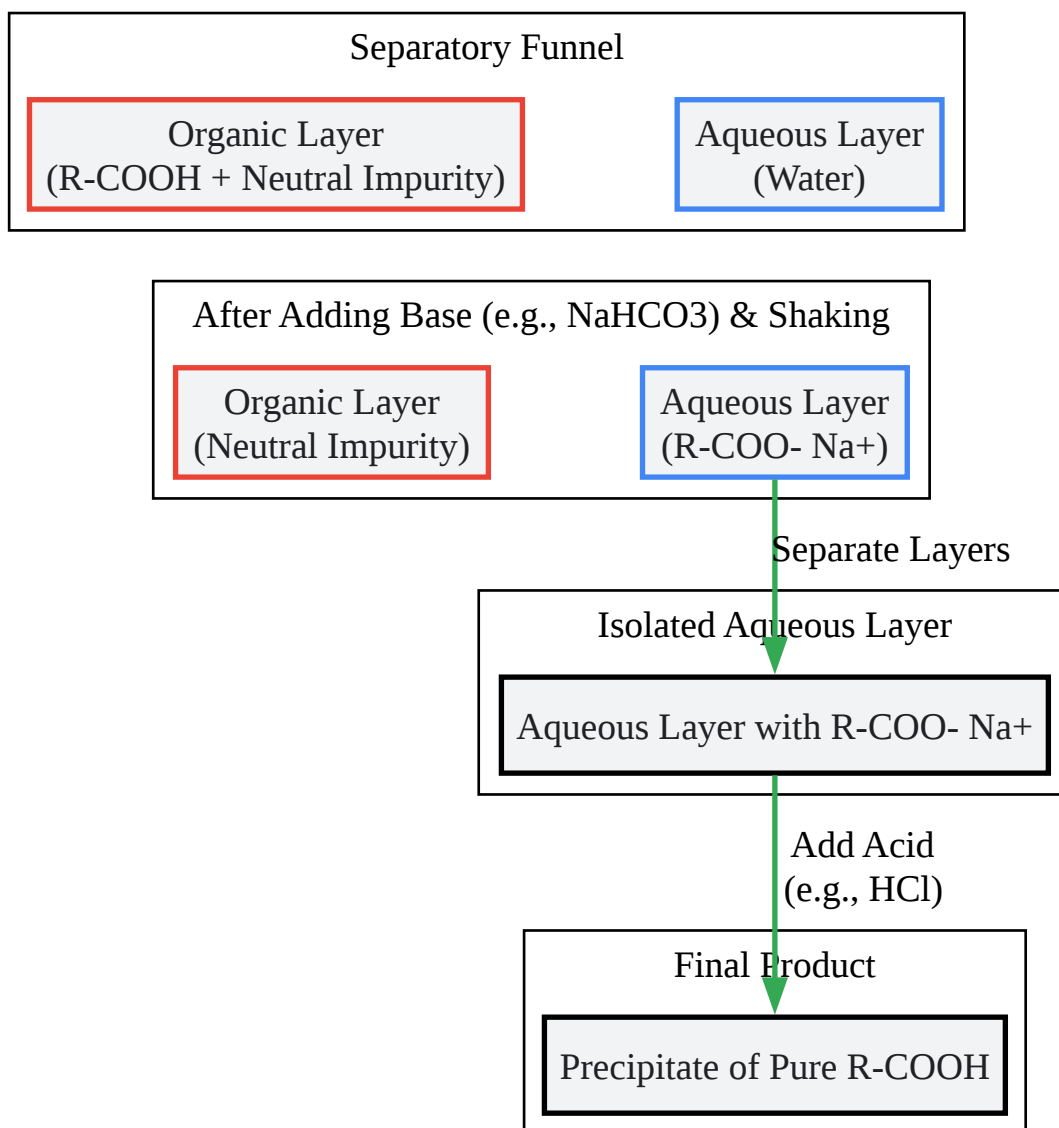 Separatory Funnel
Organic Layer
(R-COOH + Neutral Impurity)
Aqueous Layer
(Water)
After Adding Base (e.g., NaHCO3) & Shaking
Organic Layer
(Neutral Impurity)
Aqueous Layer
(R-COO- Na+)
Separate Layers
Isolated Aqueous Layer
Aqueous Layer with R-COO- Na+
Add Acid
(e.g., HCl)
Final Product
Precipitate of Pure R-COOH